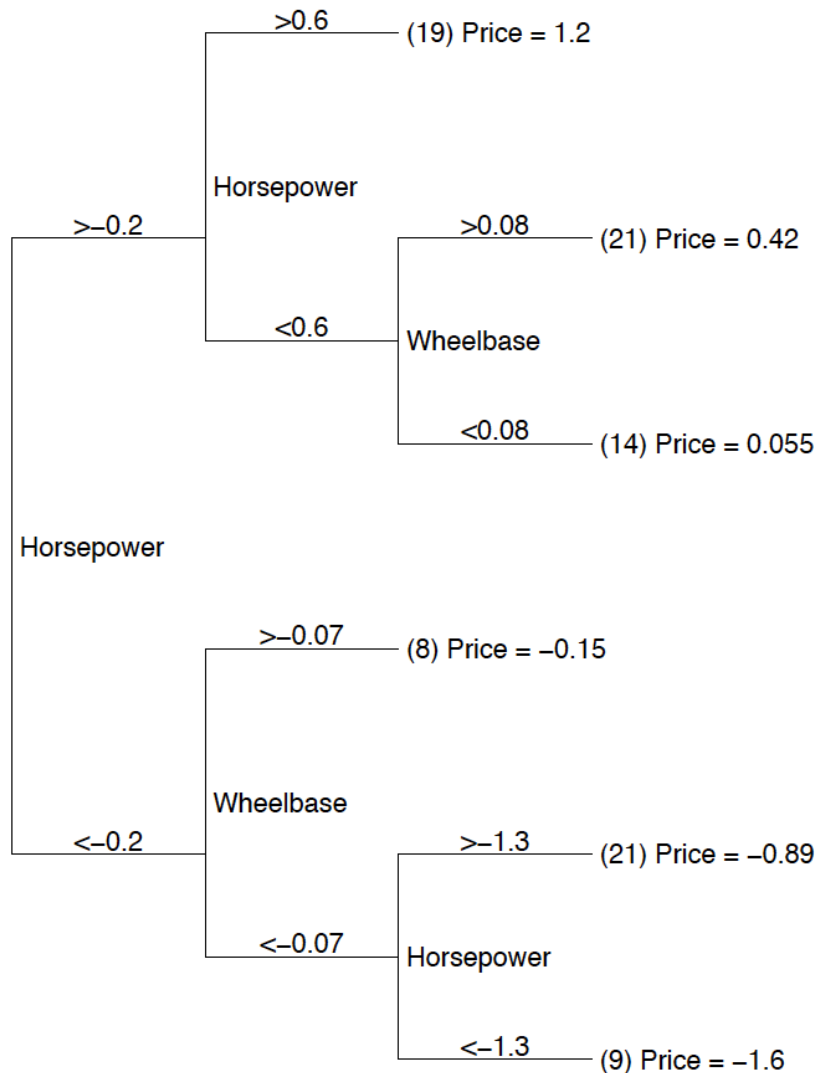 >0.6
(19) Price = 1.2
Horsepower
>−0.2
>0.08
(21) Price = 0.42
<0.6
Wheelbase
<0.08
(14) Price = 0.055
Horsepower
>−0.07
(8) Price = −0.15
Wheelbase
<−0.2
>−1.3
(21) Price = −0.89
<−0.07
Horsepower
<−1.3
(9) Price = −1.6